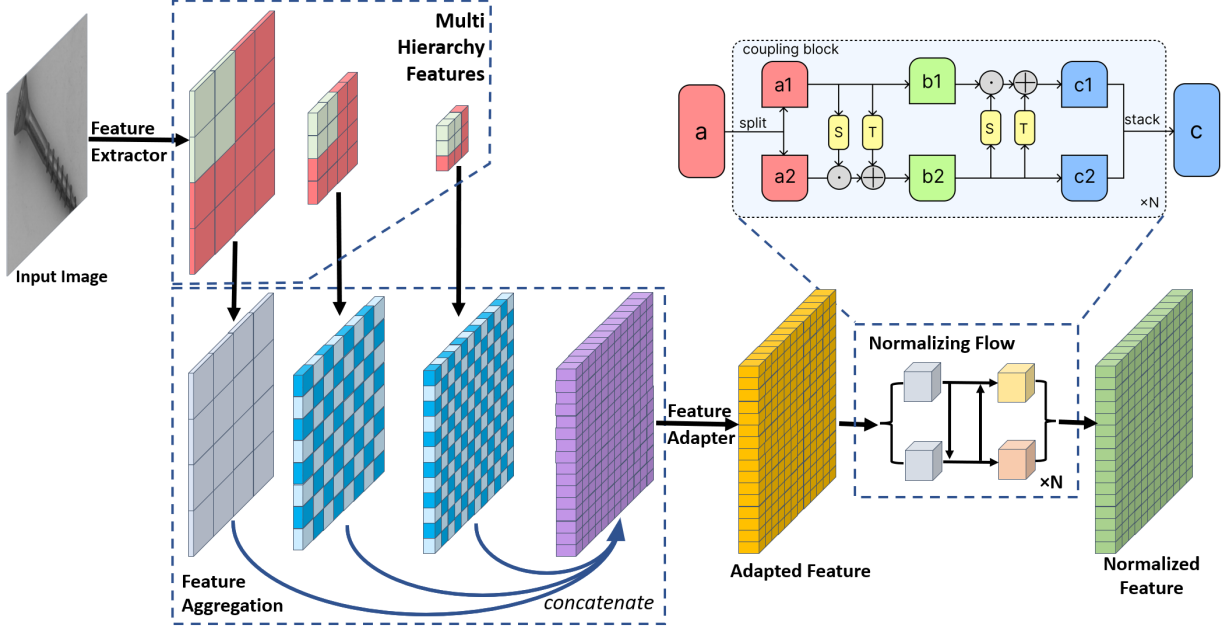 Multi
Hierarchy
Features
Feature
Extractor
Input Image
coupling block
a
split
a1
a2
S
T
b1
b2
S
T
c1
c2
stack
c
×N
Feature
Aggregation
concatenate
Feature
Adapter
Adapted Feature
Normalizing Flow
×N
Normalized
Feature